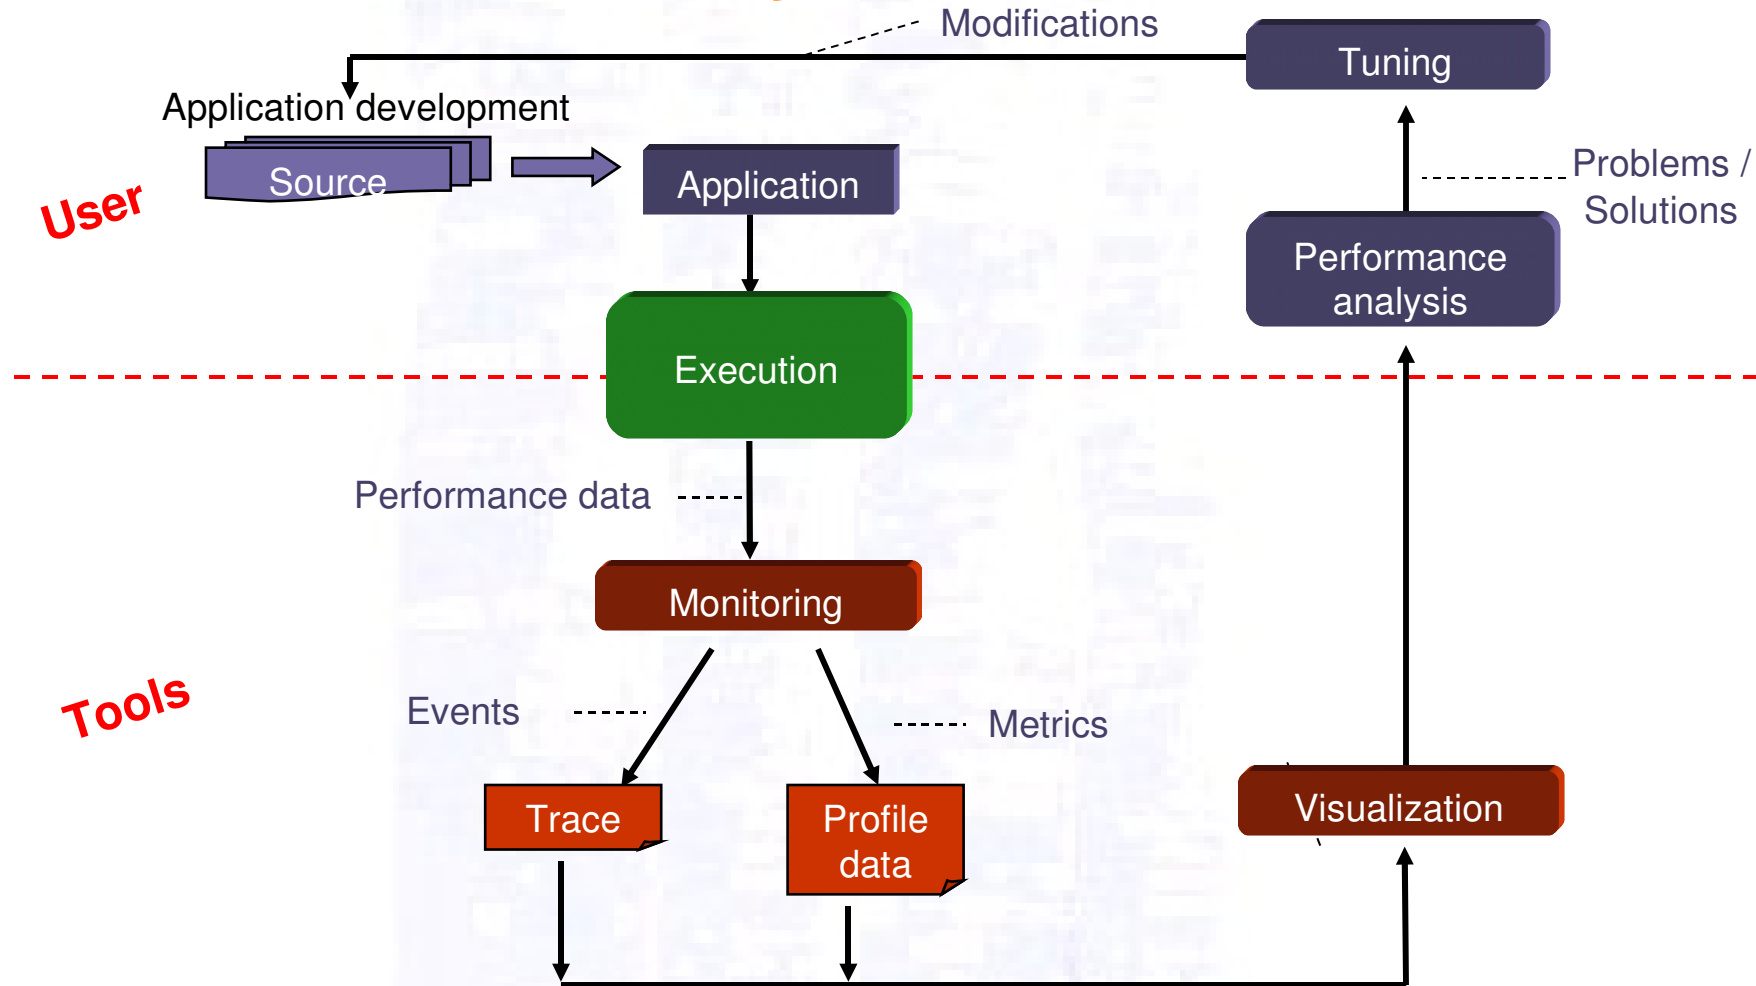 Modifications
Tuning
Application development
Source
Application
Problems /
Solutions
User
Performance
analysis
Execution
Performance data
Monitoring
Tools
Events
Metrics
Trace
Profile
data
Visualization